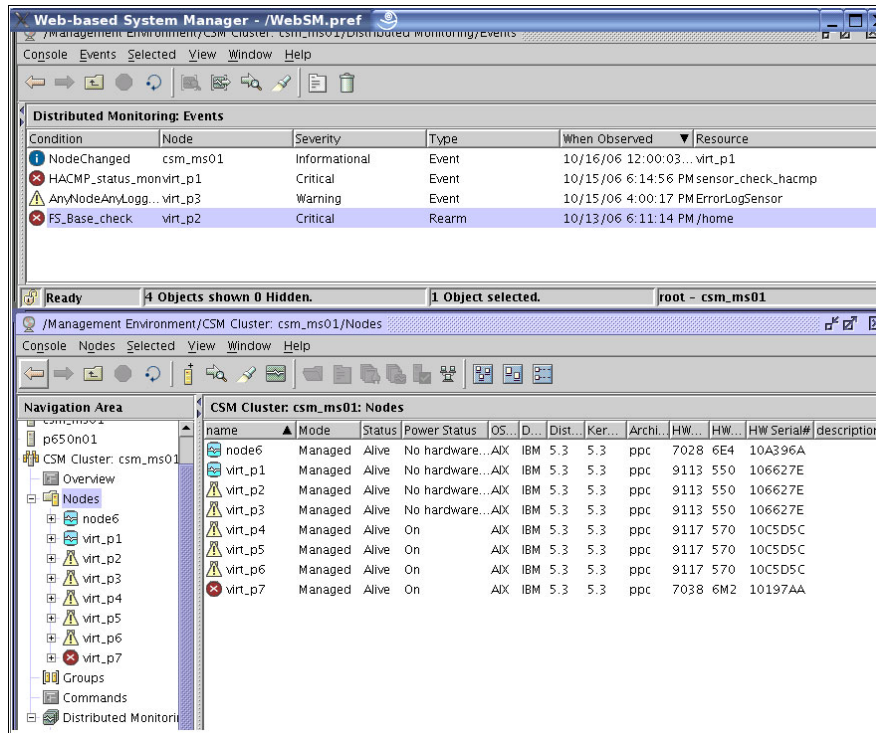 Web-based System Manager - /WebSM.pref
/Management Environment/CSM Cluster: csm_ms01/Distributed Monitoring/Events
Console Events Selected View Window Help
Distributed Monitoring: Events
Condition Node Severity Type When Observed Resource
NodeChanged csm_ms01 Informational Event 10/16/06 12:00:03... virt_p1
HACMP_status_mon virt_p1 Critical Event 10/15/06 6:14:56 PM sensor_check_hacmp
AnyNodeAnyLogg... virt_p3 Warning Event 10/15/06 4:00:17 PM ErrorLogSensor
FS_Base_check virt_p2 Critical Rearm 10/13/06 6:11:14 PM /home
Ready 4 Objects shown 0 Hidden. 1 Object selected. root - csm_ms01
/Management Environment/CSM Cluster: csm_ms01/Nodes
Console Nodes Selected View Window Help
Navigation Area
csm_ms01
p650n01
CSM Cluster: csm_ms01
Overview
Nodes
node6
virt_p1
virt_p2
virt_p3
virt_p4
virt_p5
virt_p6
virt_p7
Groups
Commands
Distributed Monitori
CSM Cluster: csm_ms01: Nodes
name Mode Status Power Status OS... D... Dist... Ker... Archi... HW... HW... HW Serial# description
node6 Managed Alive No hardware... AIX IBM 5.3 5.3 ppc 7028 6E4 10A396A
virt_p1 Managed Alive No hardware... AIX IBM 5.3 5.3 ppc 9113 550 106627E
virt_p2 Managed Alive No hardware... AIX IBM 5.3 5.3 ppc 9113 550 106627E
virt_p3 Managed Alive No hardware... AIX IBM 5.3 5.3 ppc 9113 550 106627E
virt_p4 Managed Alive On AIX IBM 5.3 5.3 ppc 9117 570 10C5D5C
virt_p5 Managed Alive On AIX IBM 5.3 5.3 ppc 9117 570 10C5D5C
virt_p6 Managed Alive On AIX IBM 5.3 5.3 ppc 9117 570 10C5D5C
virt_p7 Managed Alive On AIX IBM 5.3 5.3 ppc 7038 6M2 10197AA